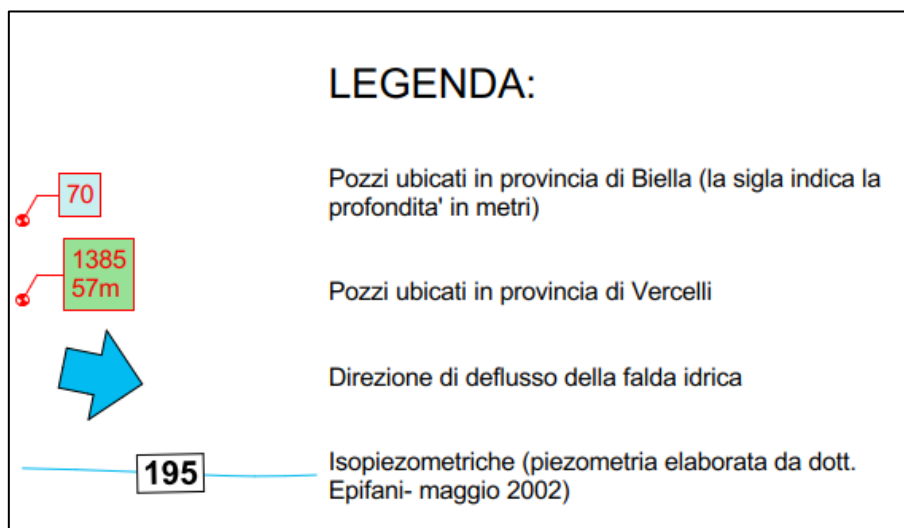 LEGENDA:
70
Pozzi ubicati in provincia di Biella (la sigla indica la
profondita' in metri)
1385
57m
Pozzi ubicati in provincia di Vercelli
Direzione di deflusso della falda idrica
195
Isopiezometriche (piezometria elaborata da dott.
Epifani- maggio 2002)